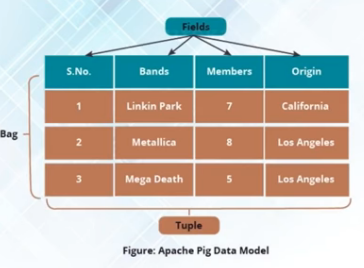 Fields
S.No. Bands Members Origin
1 Linkin Park 7 California
Bag
2 Metallica 8 Los Angeles
3 Mega Death 5 Los Angeles
Tuple
Figure: Apache Pig Data Model